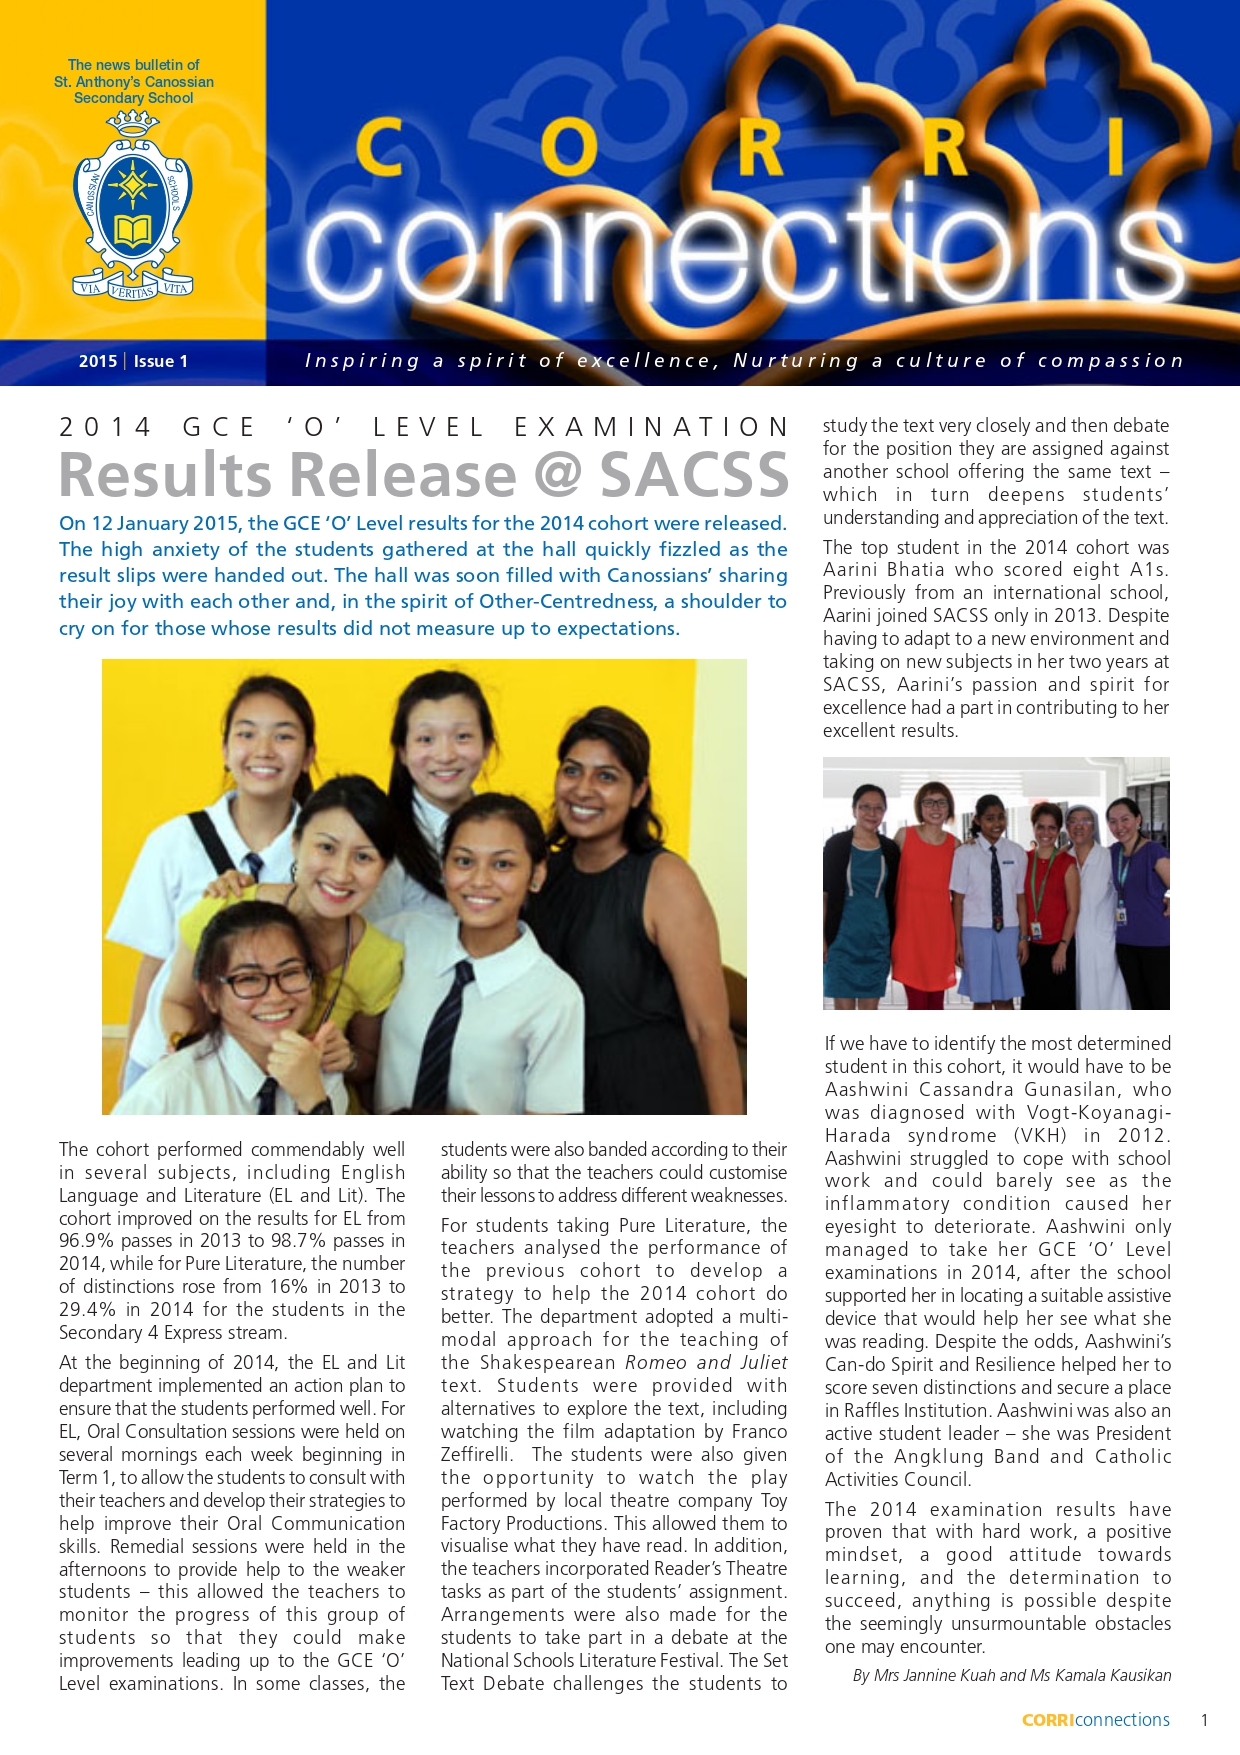 The news bulletin of
St. Anthony's Canossian
Secondary School
CANOSSIAN SCHOOLS
VIA VERITAS VITA
CORRI
connections
2015 | Issue 1
Inspiring a spirit of excellence, Nurturing a culture of compassion
2014 GCE ‘O’ LEVEL EXAMINATION
Results Release @ SACSS
On 12 January 2015, the GCE ‘O’ Level results for the 2014 cohort were released.
The high anxiety of the students gathered at the hall quickly fizzled as the
result slips were handed out. The hall was soon filled with Canossians’ sharing
their joy with each other and, in the spirit of Other-Centredness, a shoulder to
cry on for those whose results did not measure up to expectations.
The cohort performed commendably well
in several subjects, including English
Language and Literature (EL and Lit). The
cohort improved on the results for EL from
96.9% passes in 2013 to 98.7% passes in
2014, while for Pure Literature, the number
of distinctions rose from 16% in 2013 to
29.4% in 2014 for the students in the
Secondary 4 Express stream.
At the beginning of 2014, the EL and Lit
department implemented an action plan to
ensure that the students performed well. For
EL, Oral Consultation sessions were held on
several mornings each week beginning in
Term 1, to allow the students to consult with
their teachers and develop their strategies to
help improve their Oral Communication
skills. Remedial sessions were held in the
afternoons to provide help to the weaker
students – this allowed the teachers to
monitor the progress of this group of
students so that they could make
improvements leading up to the GCE ‘O’
Level examinations. In some classes, the
students were also banded according to their
ability so that the teachers could customise
their lessons to address different weaknesses.
For students taking Pure Literature, the
teachers analysed the performance of
the previous cohort to develop a
strategy to help the 2014 cohort do
better. The department adopted a multi-
modal approach for the teaching of
the Shakespearean Romeo and Juliet
text. Students were provided with
alternatives to explore the text, including
watching the film adaptation by Franco
Zeffirelli. The students were also given
the opportunity to watch the play
performed by local theatre company Toy
Factory Productions. This allowed them to
visualise what they have read. In addition,
the teachers incorporated Reader’s Theatre
tasks as part of the students’ assignment.
Arrangements were also made for the
students to take part in a debate at the
National Schools Literature Festival. The Set
Text Debate challenges the students to
study the text very closely and then debate
for the position they are assigned against
another school offering the same text –
which in turn deepens students’
understanding and appreciation of the text.
The top student in the 2014 cohort was
Aarini Bhatia who scored eight A1s.
Previously from an international school,
Aarini joined SACSS only in 2013. Despite
having to adapt to a new environment and
taking on new subjects in her two years at
SACSS, Aarini’s passion and spirit for
excellence had a part in contributing to her
excellent results.
If we have to identify the most determined
student in this cohort, it would have to be
Aashwini Cassandra Gunasilan, who
was diagnosed with Vogt-Koyanagi-
Harada syndrome (VKH) in 2012.
Aashwini struggled to cope with school
work and could barely see as the
inflammatory condition caused her
eyesight to deteriorate. Aashwini only
managed to take her GCE ‘O’ Level
examinations in 2014, after the school
supported her in locating a suitable assistive
device that would help her see what she
was reading. Despite the odds, Aashwini’s
Can-do Spirit and Resilience helped her to
score seven distinctions and secure a place
in Raffles Institution. Aashwini was also an
active student leader – she was President
of the Angklung Band and Catholic
Activities Council.
The 2014 examination results have
proven that with hard work, a positive
mindset, a good attitude towards
learning, and the determination to
succeed, anything is possible despite
the seemingly unsurmountable obstacles
one may encounter.
By Mrs Jannine Kuah and Ms Kamala Kausikan
CORRIconnections 1